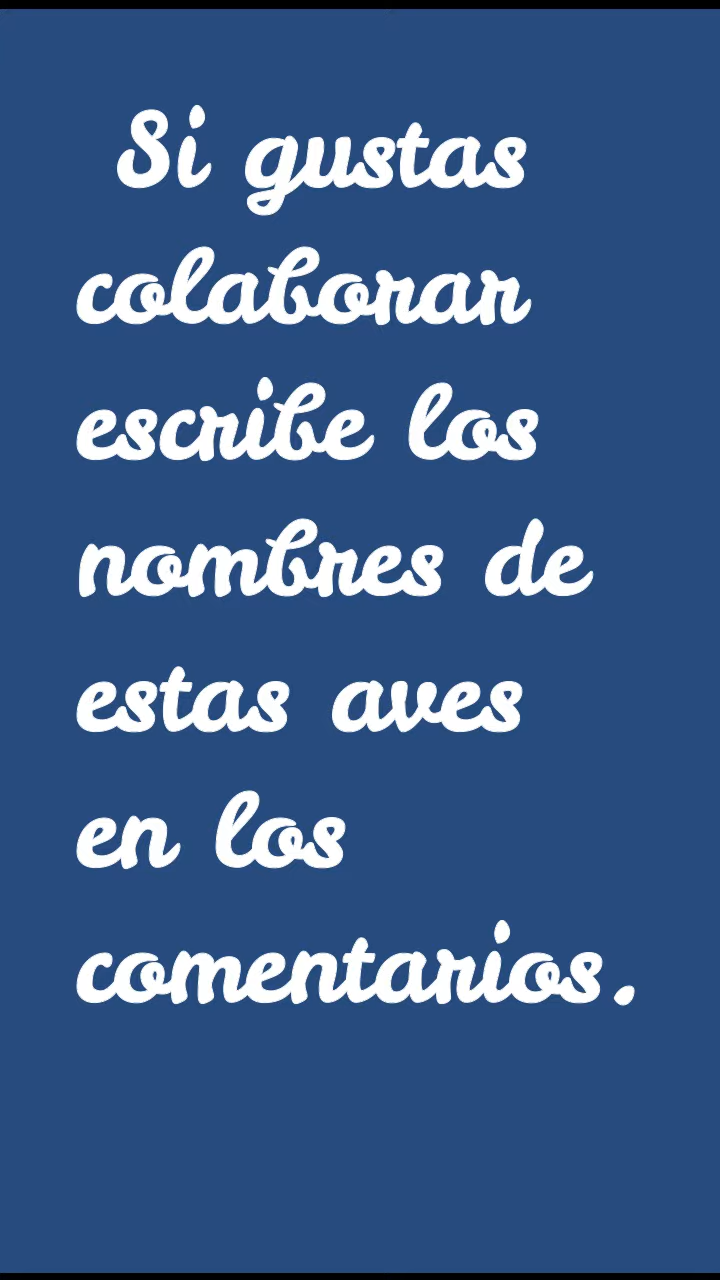 Si gustas
colaborar
escribe los
nombres de
estas aves
en los
comentarios.